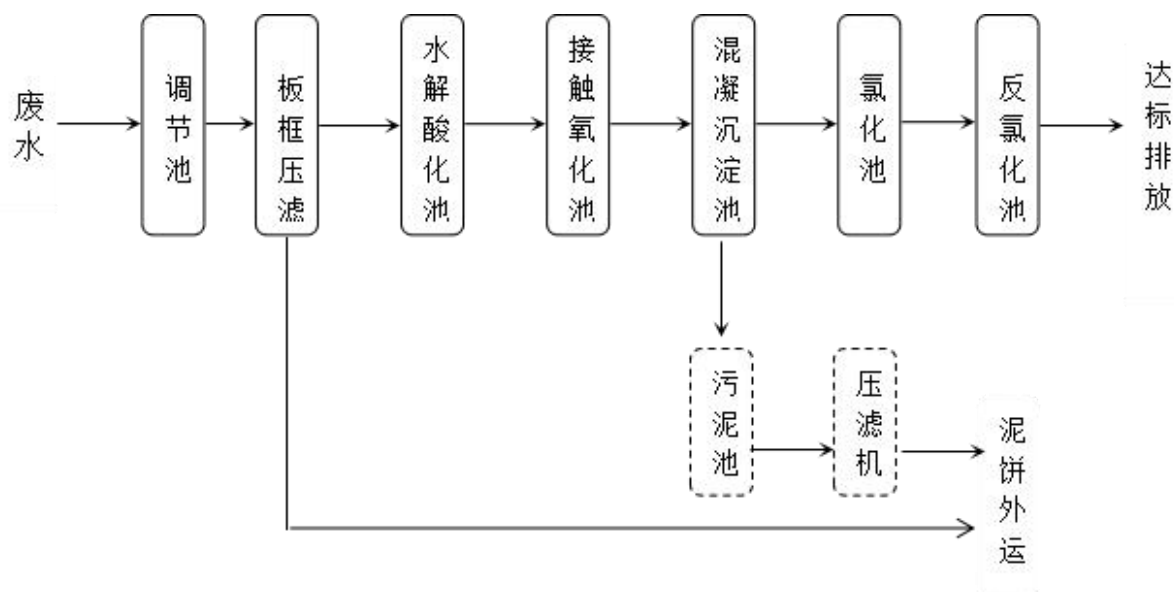 废水
调节池
板框压滤
水解酸化池
接触氧化池
混凝沉淀池
氯化池
反氯化池
达标排放
污泥池
压滤机
泥饼外运